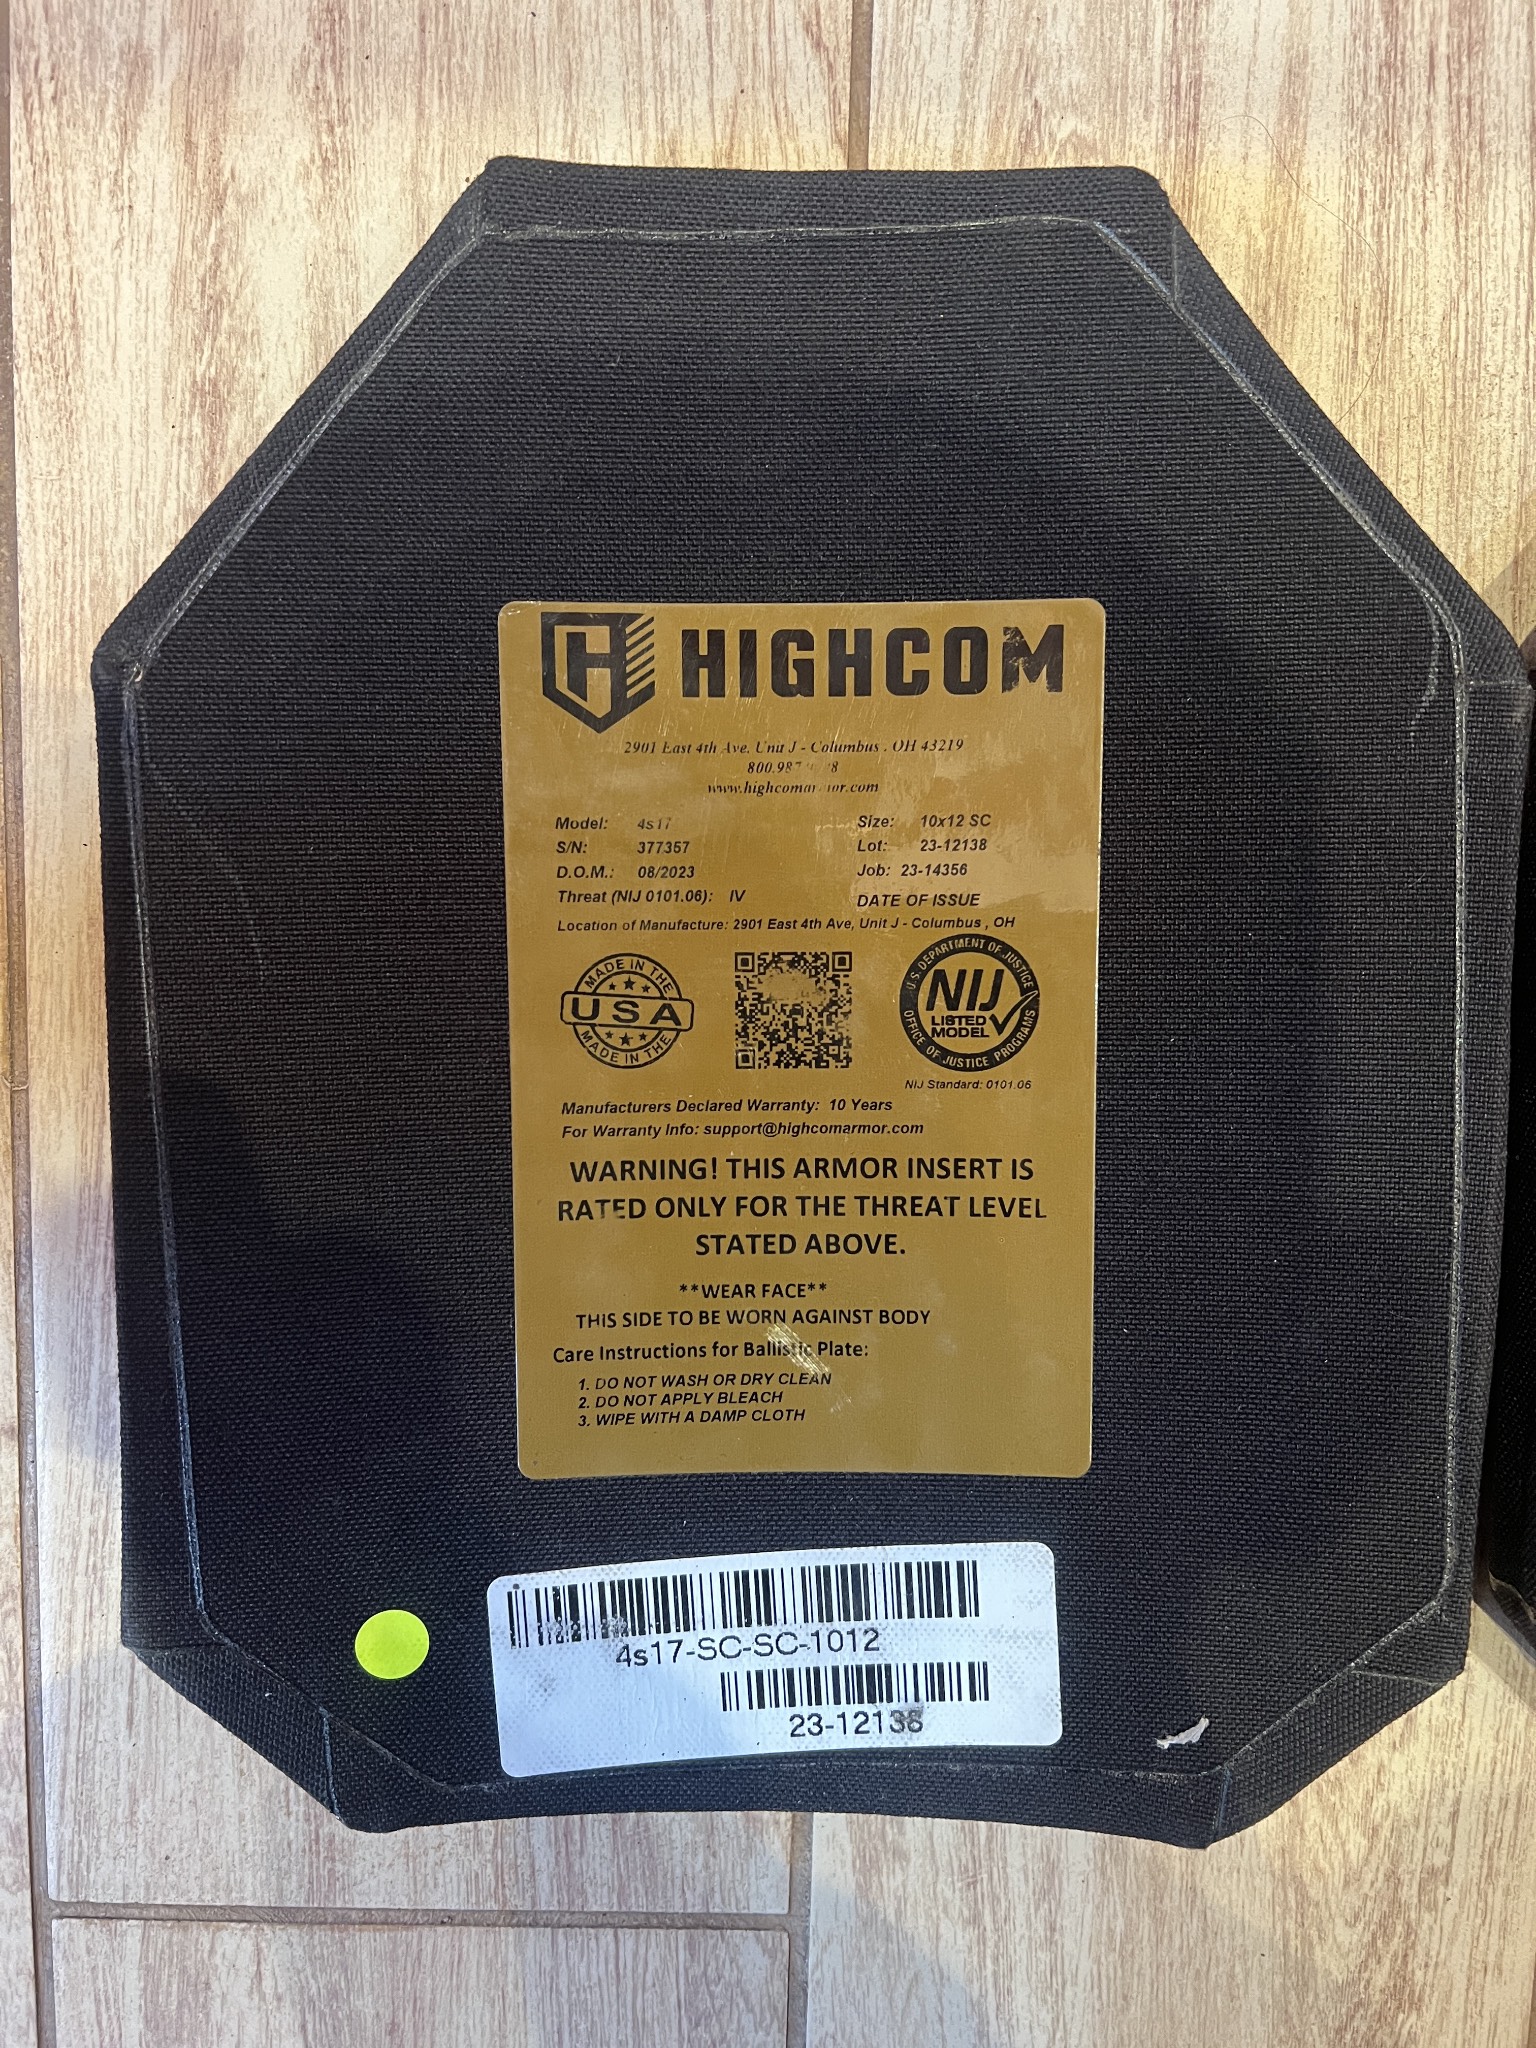 HIGHCOM
2901 East 4th Ave. Unit J - Columbus , OH 43219
www.highcomarmor.com
Model: 4s17 Size: 10x12 SC
S/N: 377357 Lot: 23-12138
D.O.M.: 08/2023 Job: 23-14356
Threat (NIJ 0101.06): IV DATE OF ISSUE
Location of Manufacture: 2901 East 4th Ave, Unit J - Columbus , OH
MADE IN THE
USA
MADE IN THE
U.S. DEPARTMENT OF JUSTICE
NIJ
LISTED
MODEL
OFFICE OF JUSTICE PROGRAMS
NIJ Standard: 0101.06
Manufacturers Declared Warranty: 10 Years
For Warranty Info: support@highcomarmor.com
WARNING! THIS ARMOR INSERT IS
RATED ONLY FOR THE THREAT LEVEL
STATED ABOVE.
**WEAR FACE**
THIS SIDE TO BE WORN AGAINST BODY
Care Instructions for Ballistic Plate:
1. DO NOT WASH OR DRY CLEAN
2. DO NOT APPLY BLEACH
3. WIPE WITH A DAMP CLOTH
4s17-SC-SC-1012
23-12138